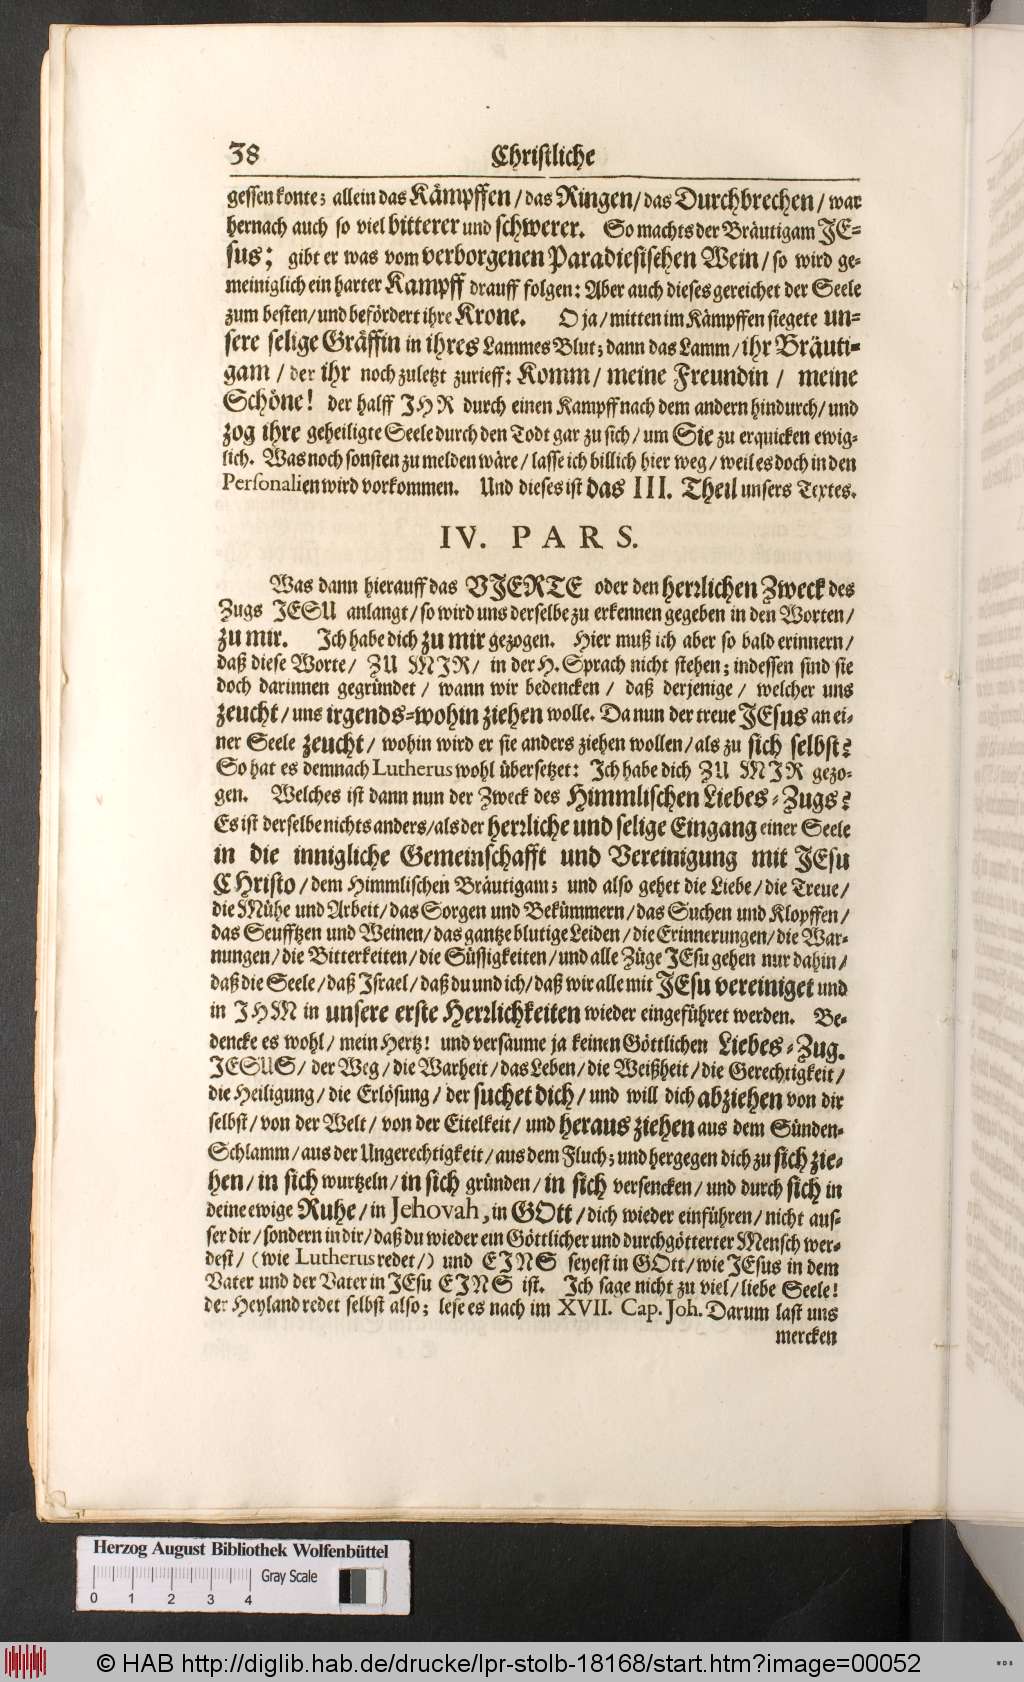 38 Christliche
gessen konte; allein das Kämpffen / das Ringen / das Durchbrechen / war
hernach auch so viel bitterer und schwerer. So machts der Bräutigam JE-
sus; gibt er was vom verborgenen Paradiesischen Wein / so wird ge-
meiniglich ein harter Kampff drauff folgen: Aber auch dieses gereichet der Seele
zum besten / und befördert ihre Krone. O ja / mitten im Kämpffen siegete un-
sere selige Gräffin in ihres Lammes Blut; dann das Lamm / ihr Bräuti-
gam / der ihr noch zuletzt zurieff: Komm / meine Freundin / meine
Schöne! der halff JHR durch einen Kampff nach dem andern hindurch / und
zog ihre geheiligte Seele durch den Todt gar zu sich / um Sie zu erquicken ewig-
lich. Was noch sonsten zu melden wäre / lasse ich billich hier weg / weil es doch in den
Personalien wird vorkommen. Und dieses ist das III. Theil unsers Textes.
IV. PARS.
Was dann hierauff das VJERTE oder den herrlichen Zweck des
Zugs JESU anlangt / so wird uns derselbe zu erkennen gegeben in den Worten /
zu mir. Ich habe dich zu mir gezogen. Hier muß ich aber so bald erinnern /
daß diese Worte / ZU MJR / in der H. Sprach nicht stehen; indessen sind sie
doch darinnen gegründet / wann wir bedencken / daß derjenige / welcher uns
zeucht / uns irgends-wohin ziehen wolle. Da nun der treue JEsus an ei-
ner Seele zeucht / wohin wird er sie anders ziehen wollen / als zu sich selbst?
So hat es demnach Lutherus wohl übersetzet: Ich habe dich ZU MJR gezo-
gen. Welches ist dann nun der Zweck des Himmlischen Liebes-Zugs?
Es ist derselbe nichts anders / als der herrliche und selige Eingang einer Seele
in die innigliche Gemeinschafft und Vereinigung mit JEsu
CHristo / dem Himmlischen Bräutigam; und also gehet die Liebe / die Treue /
die Mühe und Arbeit / das Sorgen und Bekümmern / das Suchen und Klopffen /
das Seufftzen und Weinen / das gantze blutige Leiden / die Erinnerungen / die War-
nungen / die Bitterkeiten / die Süssigkeiten / und alle Züge JEsu gehen nur dahin /
daß die Seele / daß Israel / daß du und ich / daß wir alle mit JEsu vereiniget und
in JHM in unsere erste Herrlichkeiten wieder eingeführet werden. Be-
dencke es wohl / mein Hertz! und versäume ja keinen Göttlichen Liebes-Zug.
JESUS / der Weg / die Warheit / das Leben / die Weißheit / die Gerechtigkeit /
die Heiligung / die Erlösung / der suchet dich / und will dich abziehen von dir
selbst / von der Welt / von der Eitelkeit / und heraus ziehen aus dem Sünden-
Schlamm / aus der Ungerechtigkeit / aus dem Fluch; und hergegen dich zu sich zie-
hen / in sich wurtzeln / in sich gründen / in sich versencken / und durch sich in
deine ewige Ruhe / in Jehovah, in GOtt / dich wieder einführen / nicht aus-
ser dir / sondern in dir / daß du wieder ein Göttlicher und durchgötterter Mensch wer-
dest / (wie Lutherus redet /) und EJNS seyest in GOtt / wie JEsus in dem
Vater und der Vater in JEsu EJNS ist. Ich sage nicht zu viel / liebe Seele!
der Heyland redet selbst also; lese es nach im XVII. Cap. Joh. Darum last uns
mercken
Herzog August Bibliothek Wolfenbüttel
Gray Scale
0 1 2 3 4
© HAB http://diglib.hab.de/drucke/lpr-stolb-18168/start.htm?image=00052